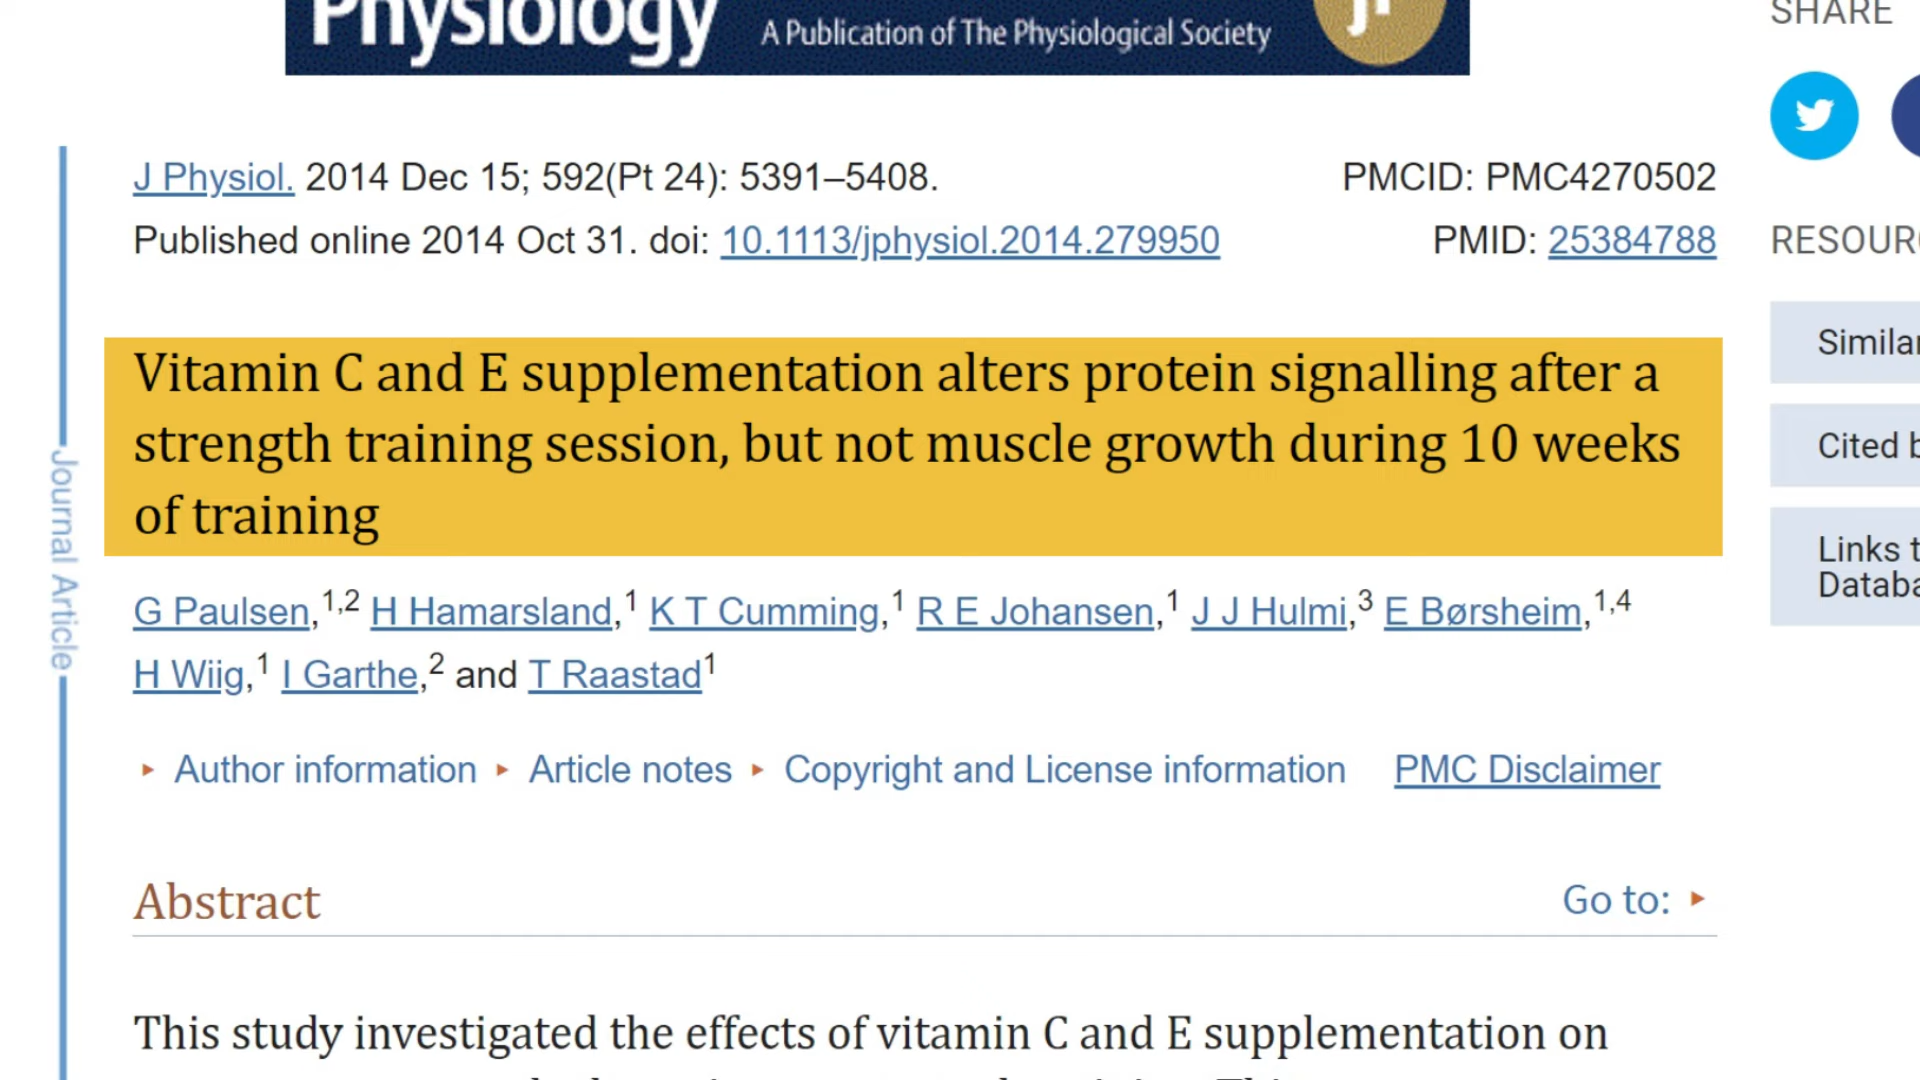 Physiology
A Publication of The Physiological Society
SHARE
J Physiol. 2014 Dec 15; 592(Pt 24): 5391–5408.
PMCID: PMC4270502
Published online 2014 Oct 31. doi: 10.1113/jphysiol.2014.279950
PMID: 25384788
Vitamin C and E supplementation alters protein signalling after a
strength training session, but not muscle growth during 10 weeks
of training
G Paulsen,1,2 H Hamarsland,1 K T Cumming,1 R E Johansen,1 J J Hulmi,3 E Børsheim,1,4
H Wiig,1 I Garthe,2 and T Raastad1
Author information Article notes Copyright and License information PMC Disclaimer
Abstract
Go to:
This study investigated the effects of vitamin C and E supplementation on
Journal Article
Links